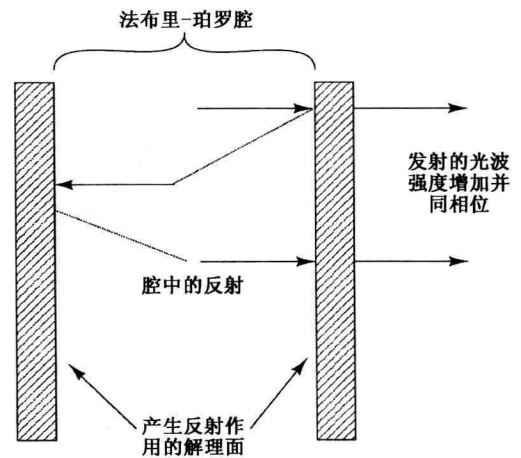 法布里-珀罗腔
发射的光波
强度增加并
同相位
腔中的反射
产生反射作
用的解理面